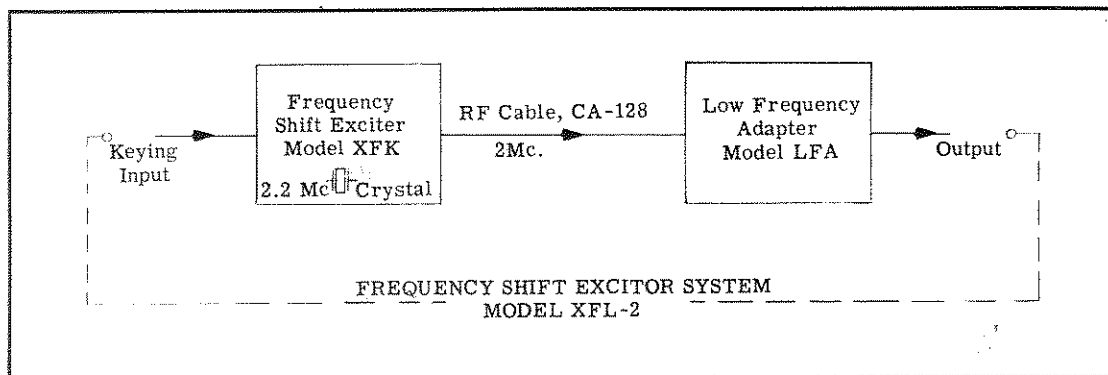 Frequency
Shift Exciter
Model XFK
2.2 Mc Crystal
RF Cable, CA-128
2Mc.
Low Frequency
Adapter
Model LFA
Keying
Input
Output
FREQUENCY SHIFT EXCITOR SYSTEM
MODEL XFL-2